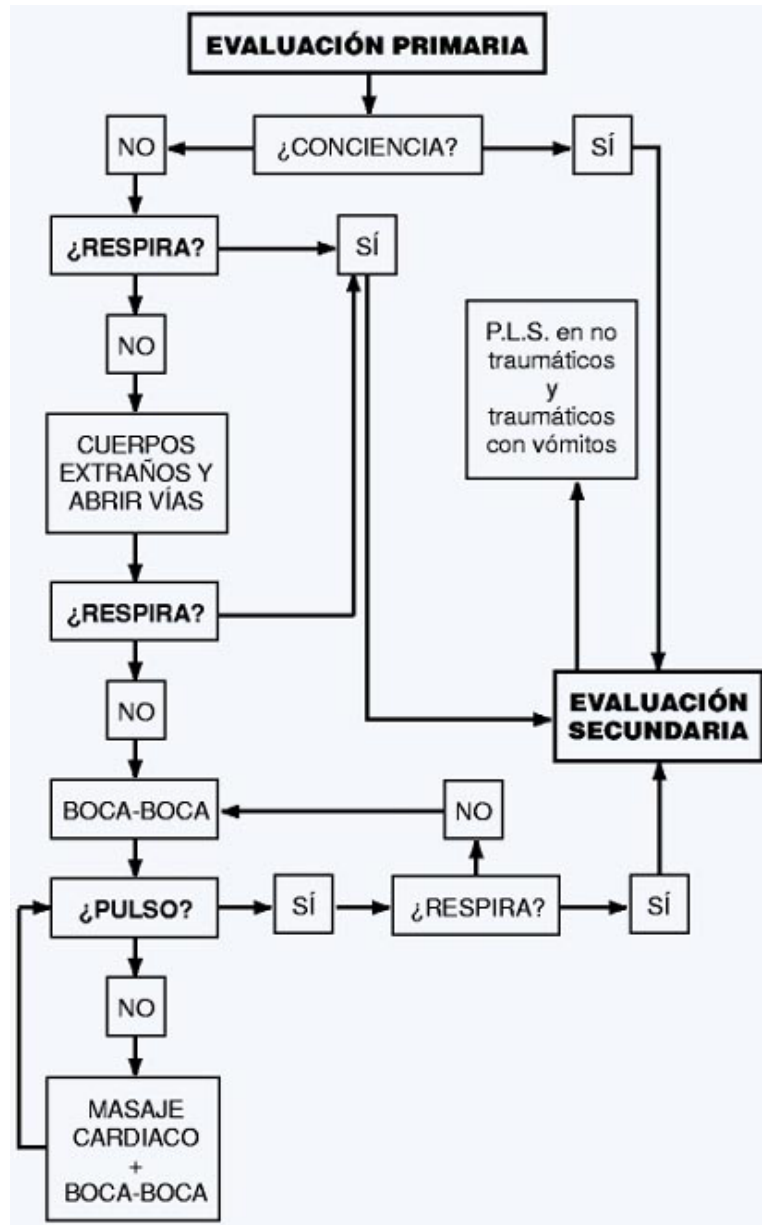 EVALUACIÓN PRIMARIA
NO
¿CONCIENCIA?
SÍ
¿RESPIRA?
SÍ
NO
P.L.S. en no
traumáticos
y
traumáticos
con vómitos
CUERPOS
EXTRAÑOS Y
ABRIR VÍAS
¿RESPIRA?
NO
EVALUACIÓN
SECUNDARIA
BOCA-BOCA
NO
¿PULSO?
SÍ
¿RESPIRA?
SÍ
NO
MASAJE
CARDIACO
+
BOCA-BOCA